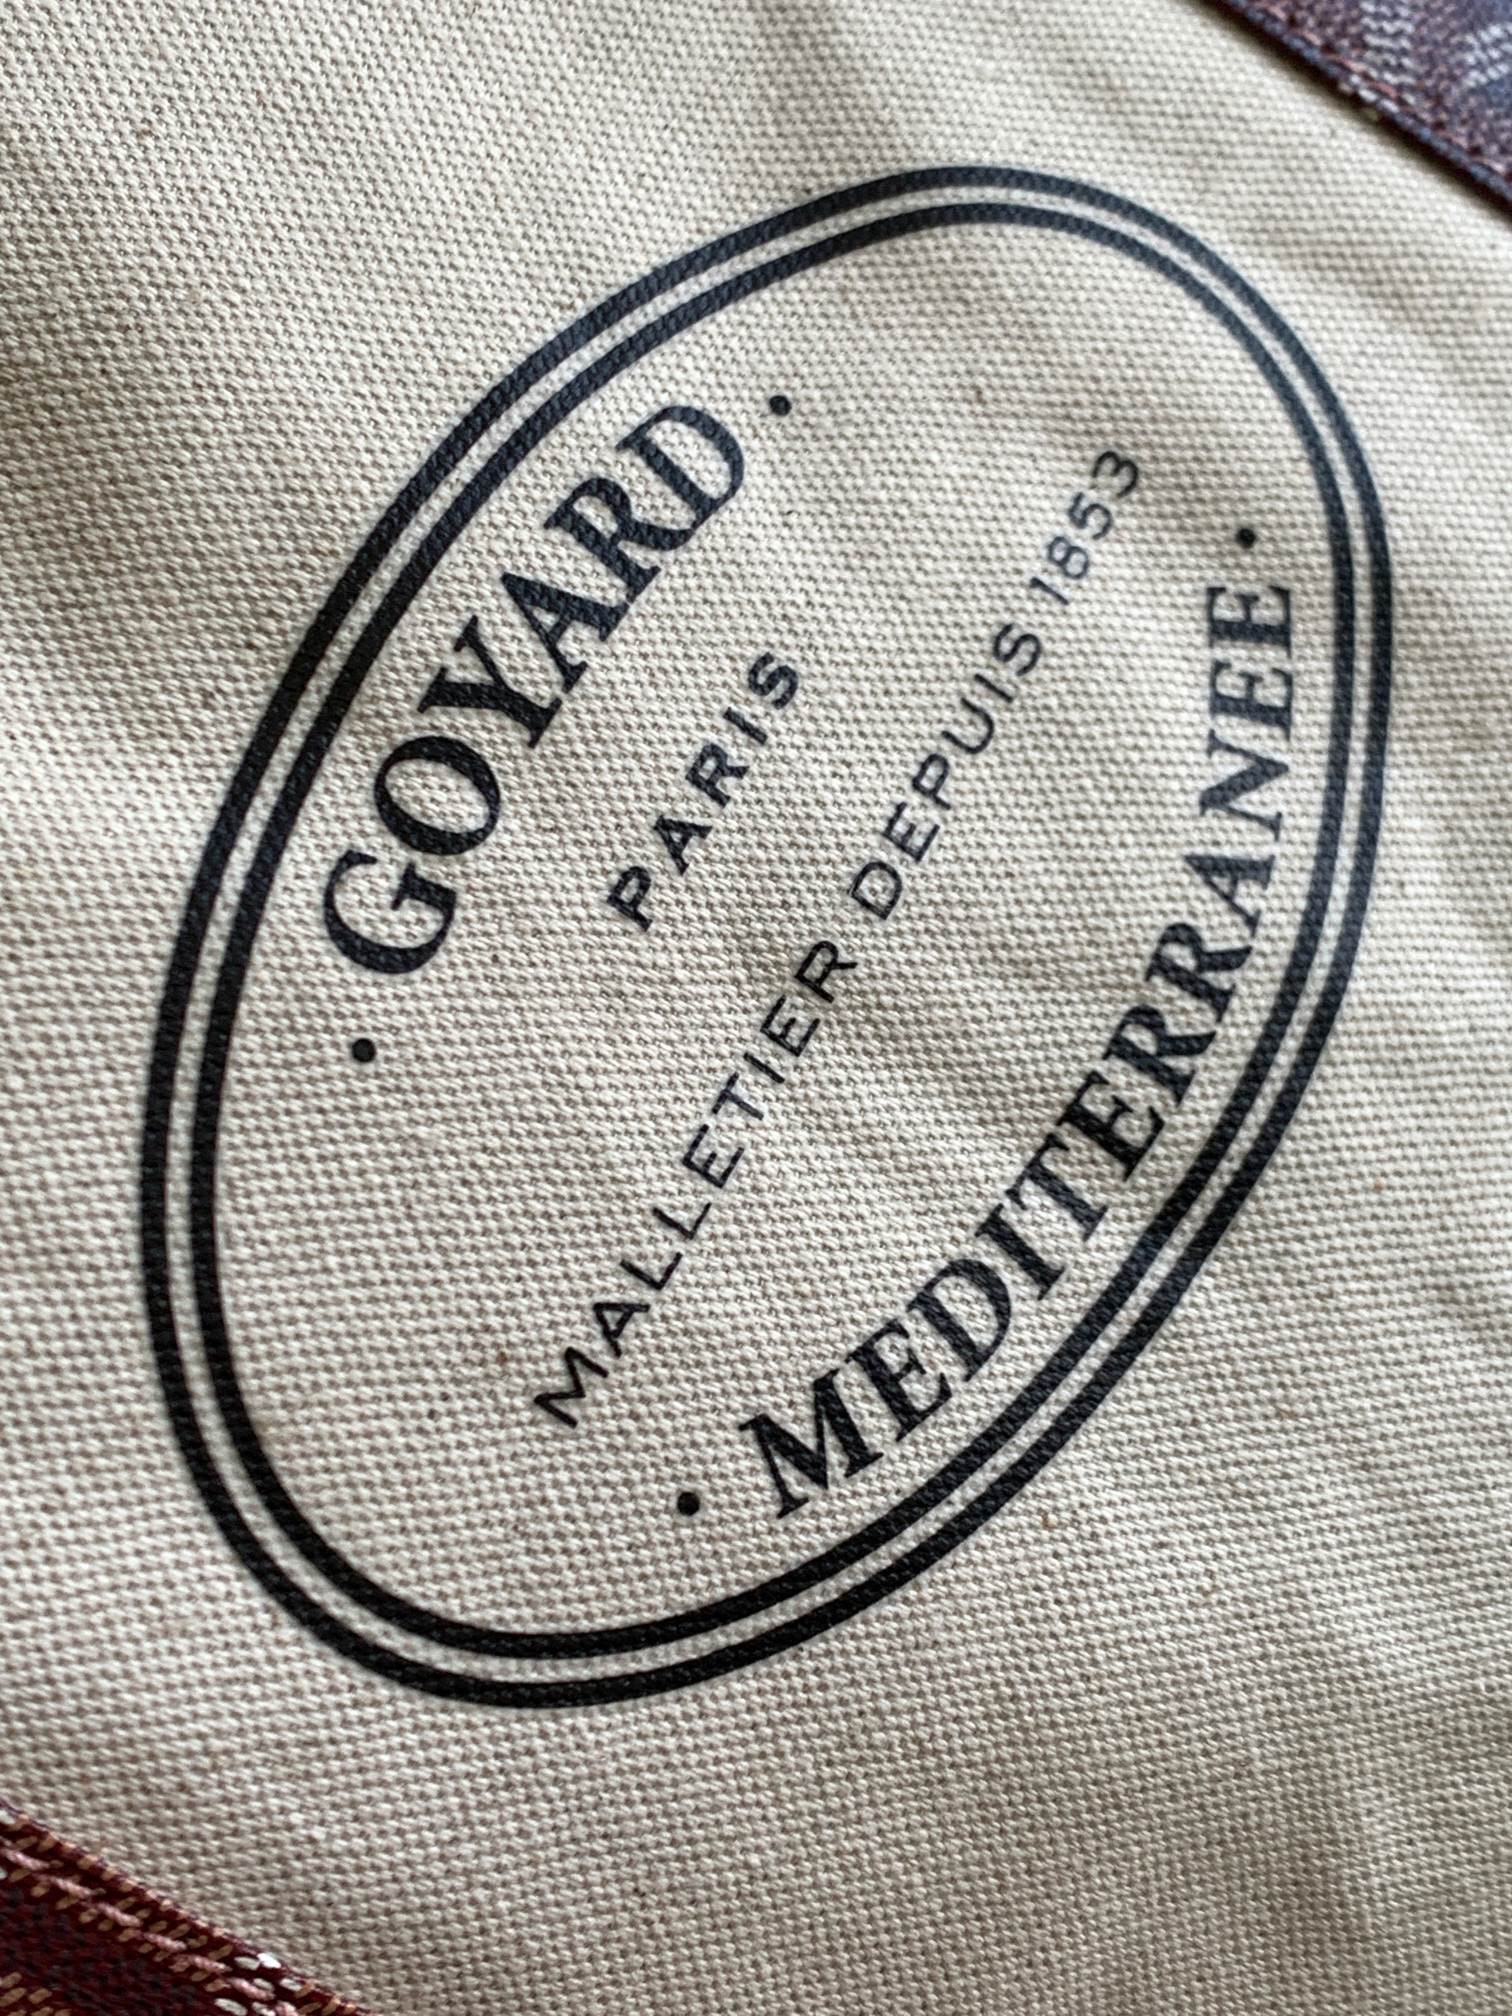 · GOYARD ·
PARIS
MALLETIER DEPUIS 1853
· MEDITERRANEE ·